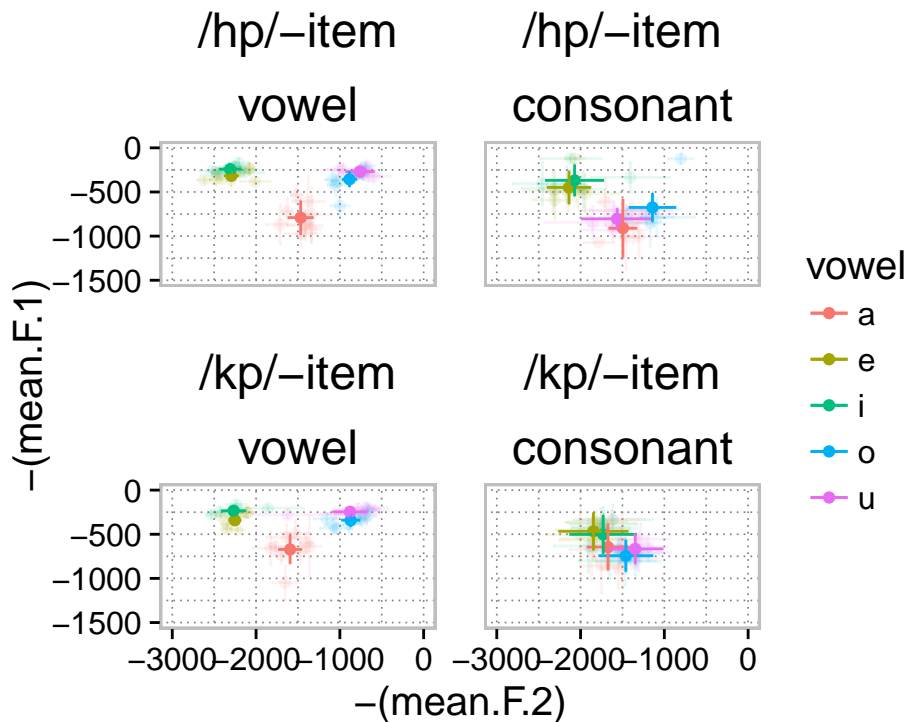 /hp/−item
vowel
/hp/−item
consonant
0
−500
−1000
−1500
/kp/−item
vowel
/kp/−item
consonant
0
−500
−1000
−1500
−3000
−2000
−1000
0
−3000
−2000
−1000
0
−(mean.F.1)
−(mean.F.2)
vowel
a
e
i
o
u